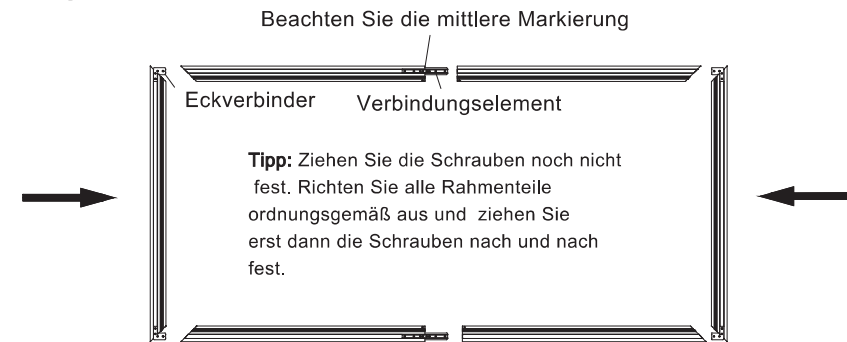 Beachten Sie die mittlere Markierung
Eckverbinder
Verbindungselement
Tipp: Ziehen Sie die Schrauben noch nicht
fest. Richten Sie alle Rahmenteile
ordnungsgemäß aus und ziehen Sie
erst dann die Schrauben nach und nach
fest.